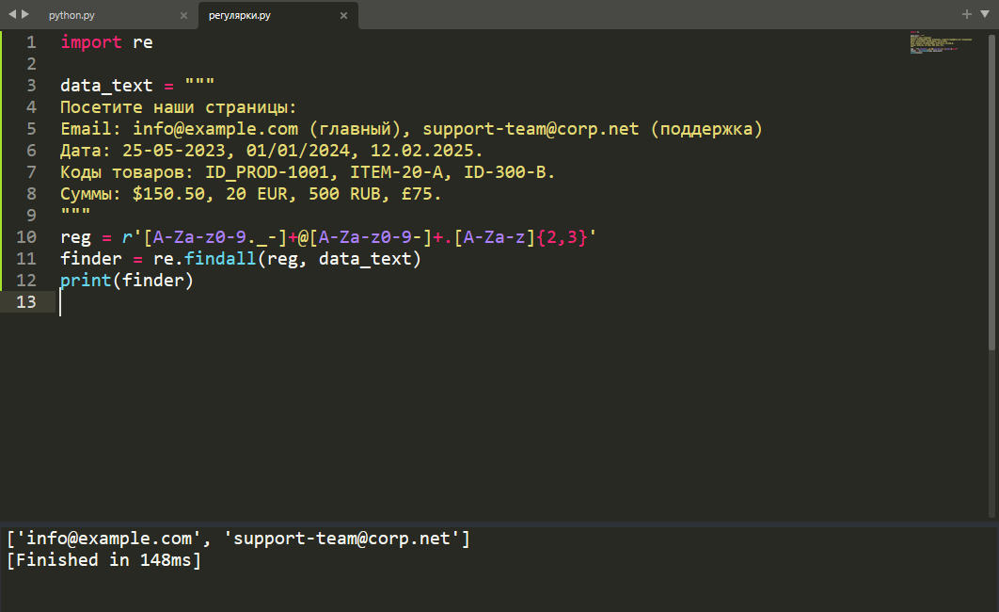 python.py × регулярки.py ×
1 import re
2
3 data_text = """
4 Посетите наши страницы:
5 Email: info@example.com (главный), support-team@corp.net (поддержка)
6 Дата: 25-05-2023, 01/01/2024, 12.02.2025.
7 Коды товаров: ID_PROD-1001, ITEM-20-A, ID-300-B.
8 Суммы: $150.50, 20 EUR, 500 RUB, £75.
9 """
10 reg = r'[A-Za-z0-9._-]+@[A-Za-z0-9-]+.[A-Za-z]{2,3}'
11 finder = re.findall(reg, data_text)
12 print(finder)
13
['info@example.com', 'support-team@corp.net']
[Finished in 148ms]